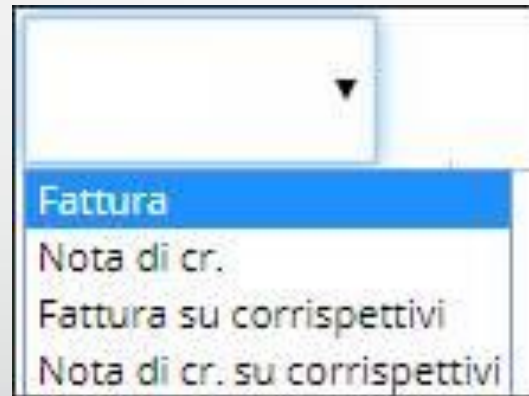 Fattura
Nota di cr.
Fattura su corrispettivi
Nota di cr. su corrispettivi